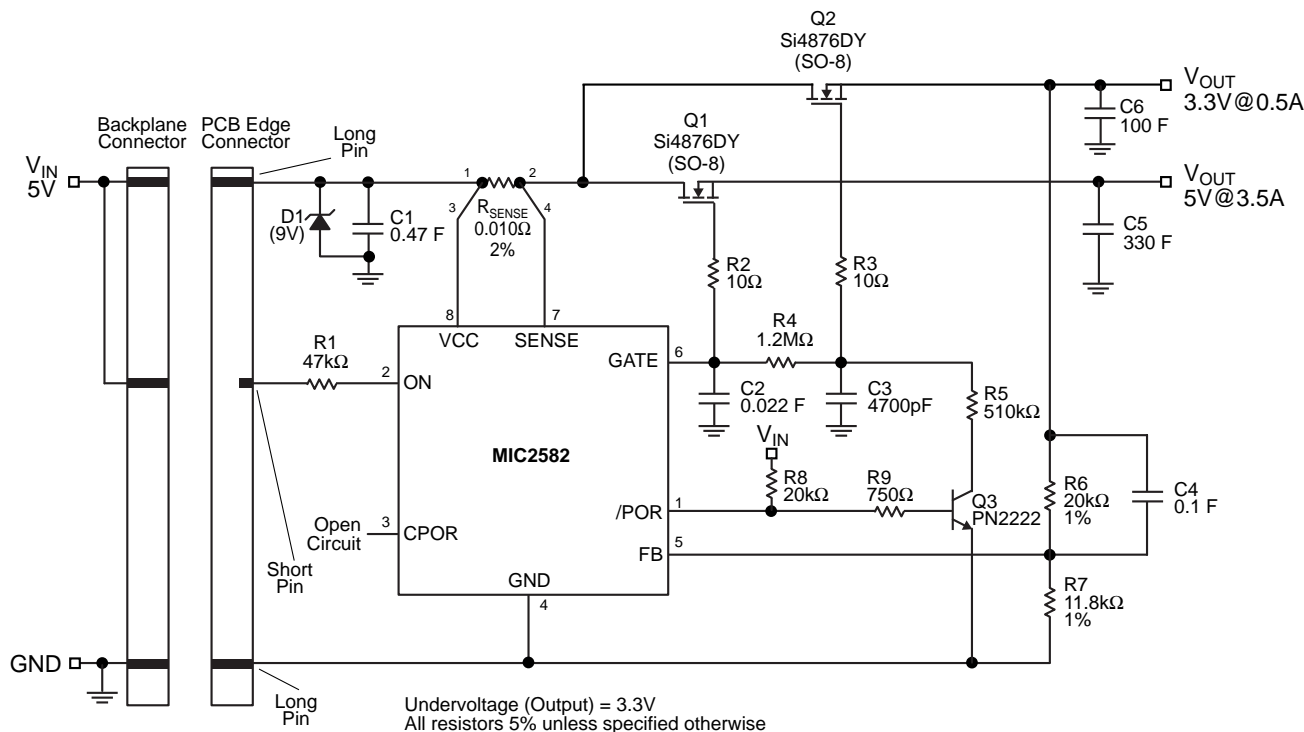 Q2
Si4876DY
(SO-8)
VOUT
3.3V@0.5A
C6
100 F
Backplane
Connector
PCB Edge
Connector
Long
Pin
Q1
Si4876DY
(SO-8)
VIN
5V
1
2
3
4
RSENSE
0.010Ω
2%
D1
(9V)
C1
0.47 F
VOUT
5V@3.5A
C5
330 F
R2
10Ω
R3
10Ω
8
VCC
7
SENSE
R1
47kΩ
2
ON
GATE
6
R4
1.2MΩ
C2
0.022 F
C3
4700pF
R5
510kΩ
MIC2582
VIN
R8
20kΩ
R9
750Ω
Q3
PN2222
R6
20kΩ
1%
C4
0.1 F
/POR
1
Open
Circuit
3
CPOR
FB
5
Short
Pin
GND
4
R7
11.8kΩ
1%
GND
Long
Pin
Undervoltage (Output) = 3.3V
All resistors 5% unless specified otherwise